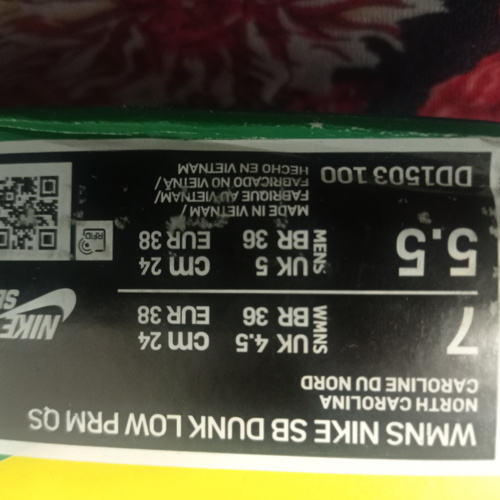 WMNS NIKE SB DUNK LOW PRM QS
NORTH CAROLINA
CAROLINE DU NORD
7 WMNS UK 4.5 BR 36 cm 24 EUR 38
5.5 MENS UK 5 BR 36 cm 24 EUR 38
DD1503 100
MADE IN VIETNAM /
FABRIQUE AU VIETNAM/
FABRICADO NO VIETNÃ/
HECHO EN VIETNAM
NIKE
SB
RFID